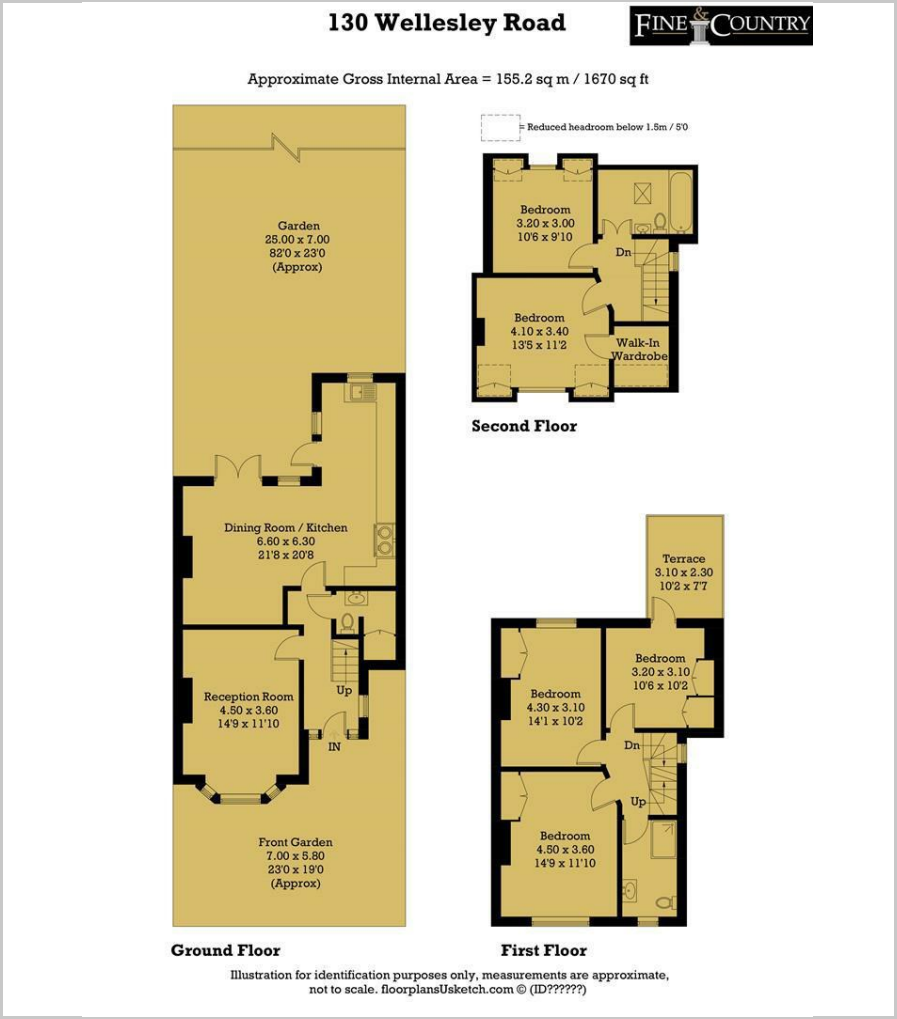 130 Wellesley Road
FINE & COUNTRY
Approximate Gross Internal Area = 155.2 sq m / 1670 sq ft
= Reduced headroom below 1.5m / 5'0
Garden
25.00 x 7.00
82'0 x 23'0
(Approx)
Bedroom
3.20 x 3.00
10'6 x 9'10
Dn
Bedroom
4.10 x 3.40
13'5 x 11'2
Walk-In
Wardrobe
Second Floor
Dining Room / Kitchen
6.60 x 6.30
21'8 x 20'8
Reception Room
4.50 x 3.60
14'9 x 11'10
Up
IN
Front Garden
7.00 x 5.80
23'0 x 19'0
(Approx)
Ground Floor
Terrace
3.10 x 2.30
10'2 x 7'7
Bedroom
3.20 x 3.10
10'6 x 10'2
Bedroom
4.30 x 3.10
14'1 x 10'2
Dn
Up
Bedroom
4.50 x 3.60
14'9 x 11'10
First Floor
Illustration for identification purposes only, measurements are approximate,
not to scale. floorplansUsketch.com © (ID??????)